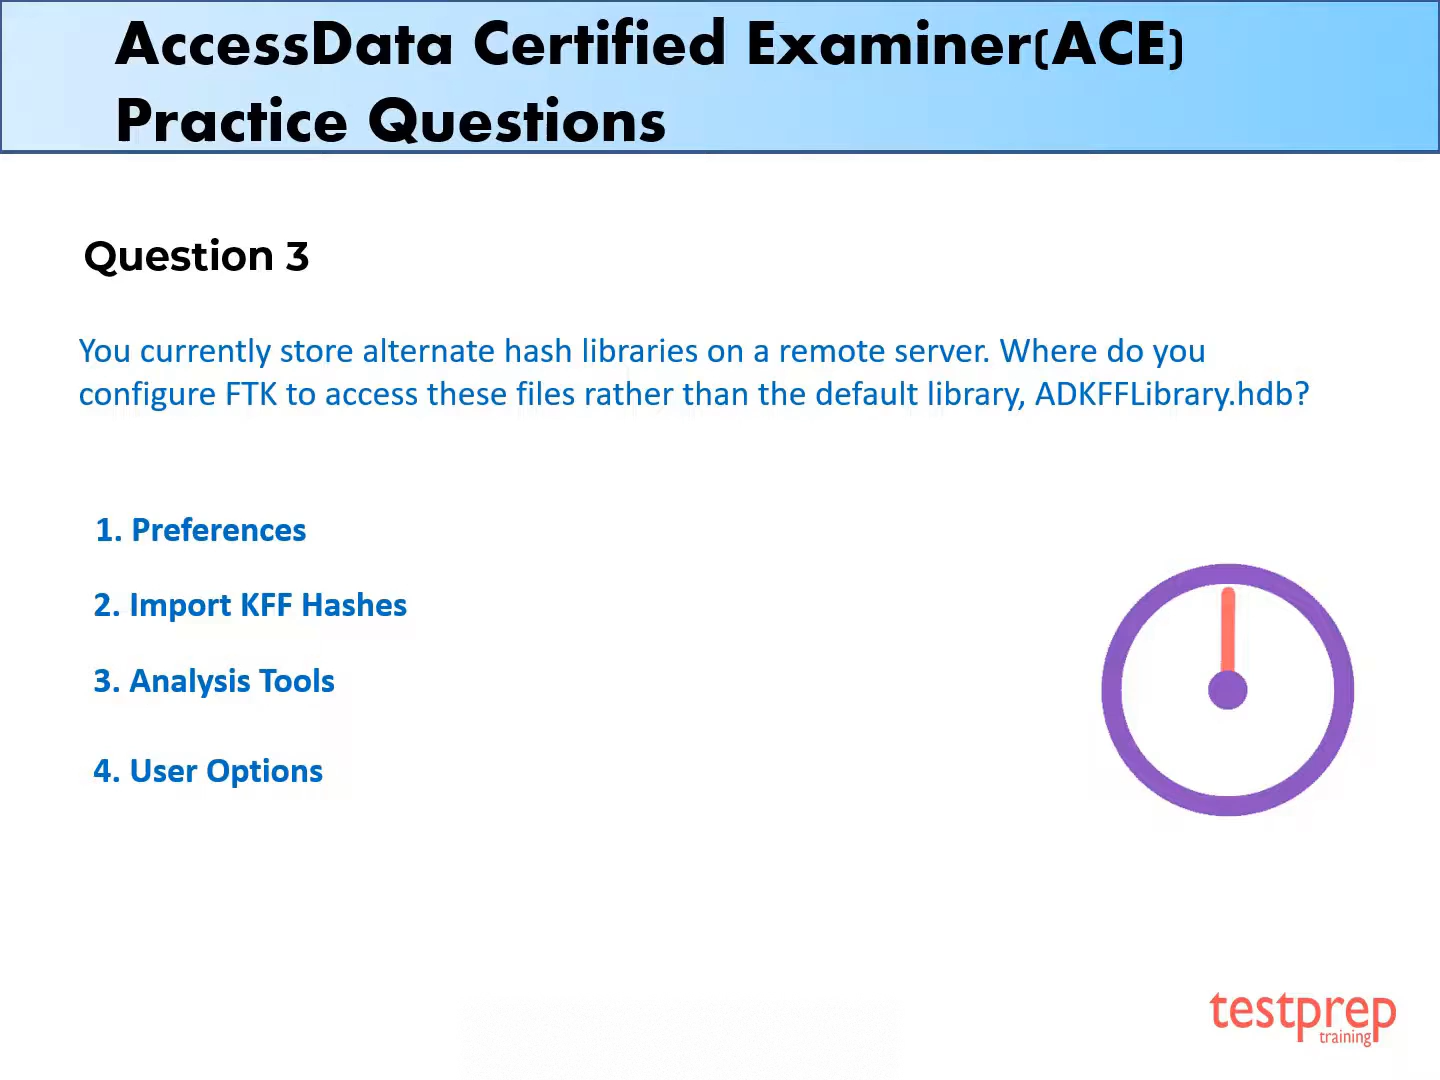 AccessData Certified Examiner(ACE)
Practice Questions
Question 3
You currently store alternate hash libraries on a remote server. Where do you
configure FTK to access these files rather than the default library, ADKFFLibrary.hdb?
1. Preferences
2. Import KFF Hashes
3. Analysis Tools
4. User Options
testprep
training